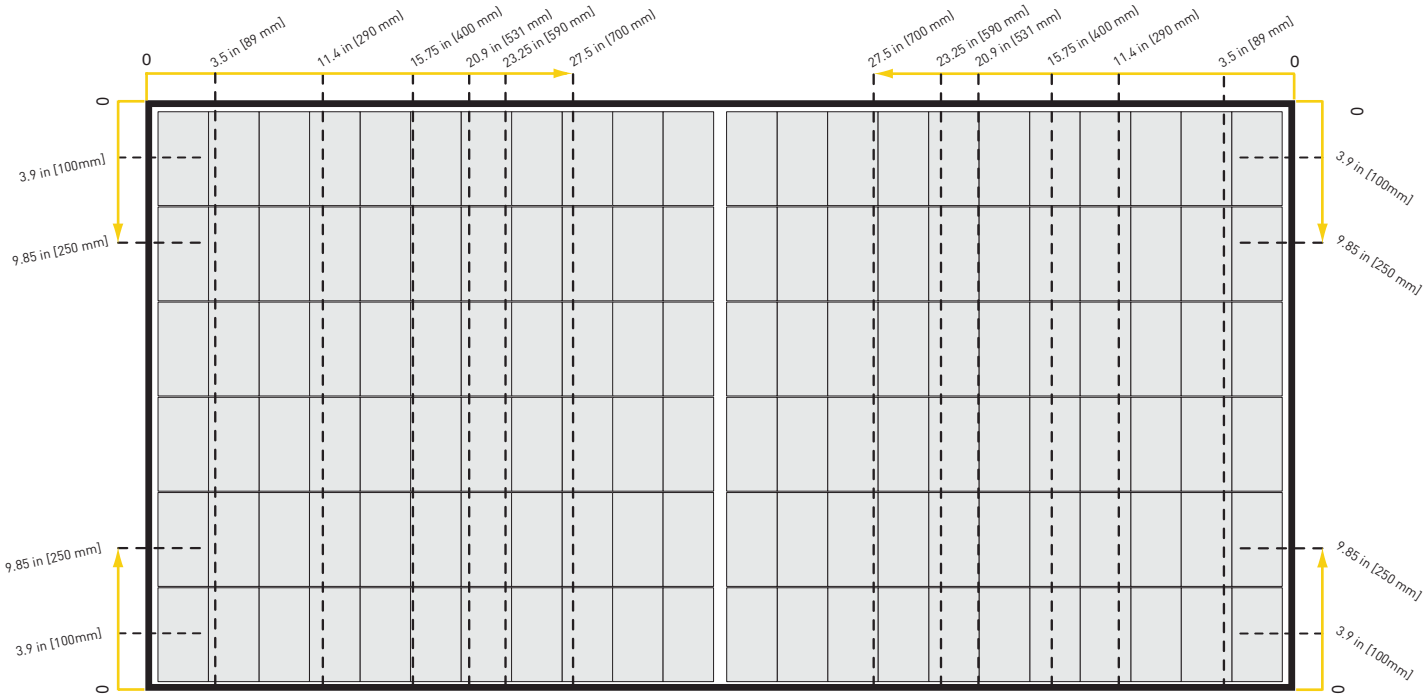 0
3.5 in [89 mm]
11.4 in [290 mm]
15.75 in [400 mm]
20.9 in [531 mm]
23.25 in [590 mm]
27.5 in [700 mm]
27.5 in [700 mm]
23.25 in [590 mm]
20.9 in [531 mm]
15.75 in [400 mm]
11.4 in [290 mm]
3.5 in [89 mm]
0
0
0
3.9 in [100mm]
3.9 in [100mm]
9.85 in [250 mm]
9.85 in [250 mm]
9.85 in [250 mm]
9.85 in [250 mm]
3.9 in [100mm]
3.9 in [100mm]
0
0